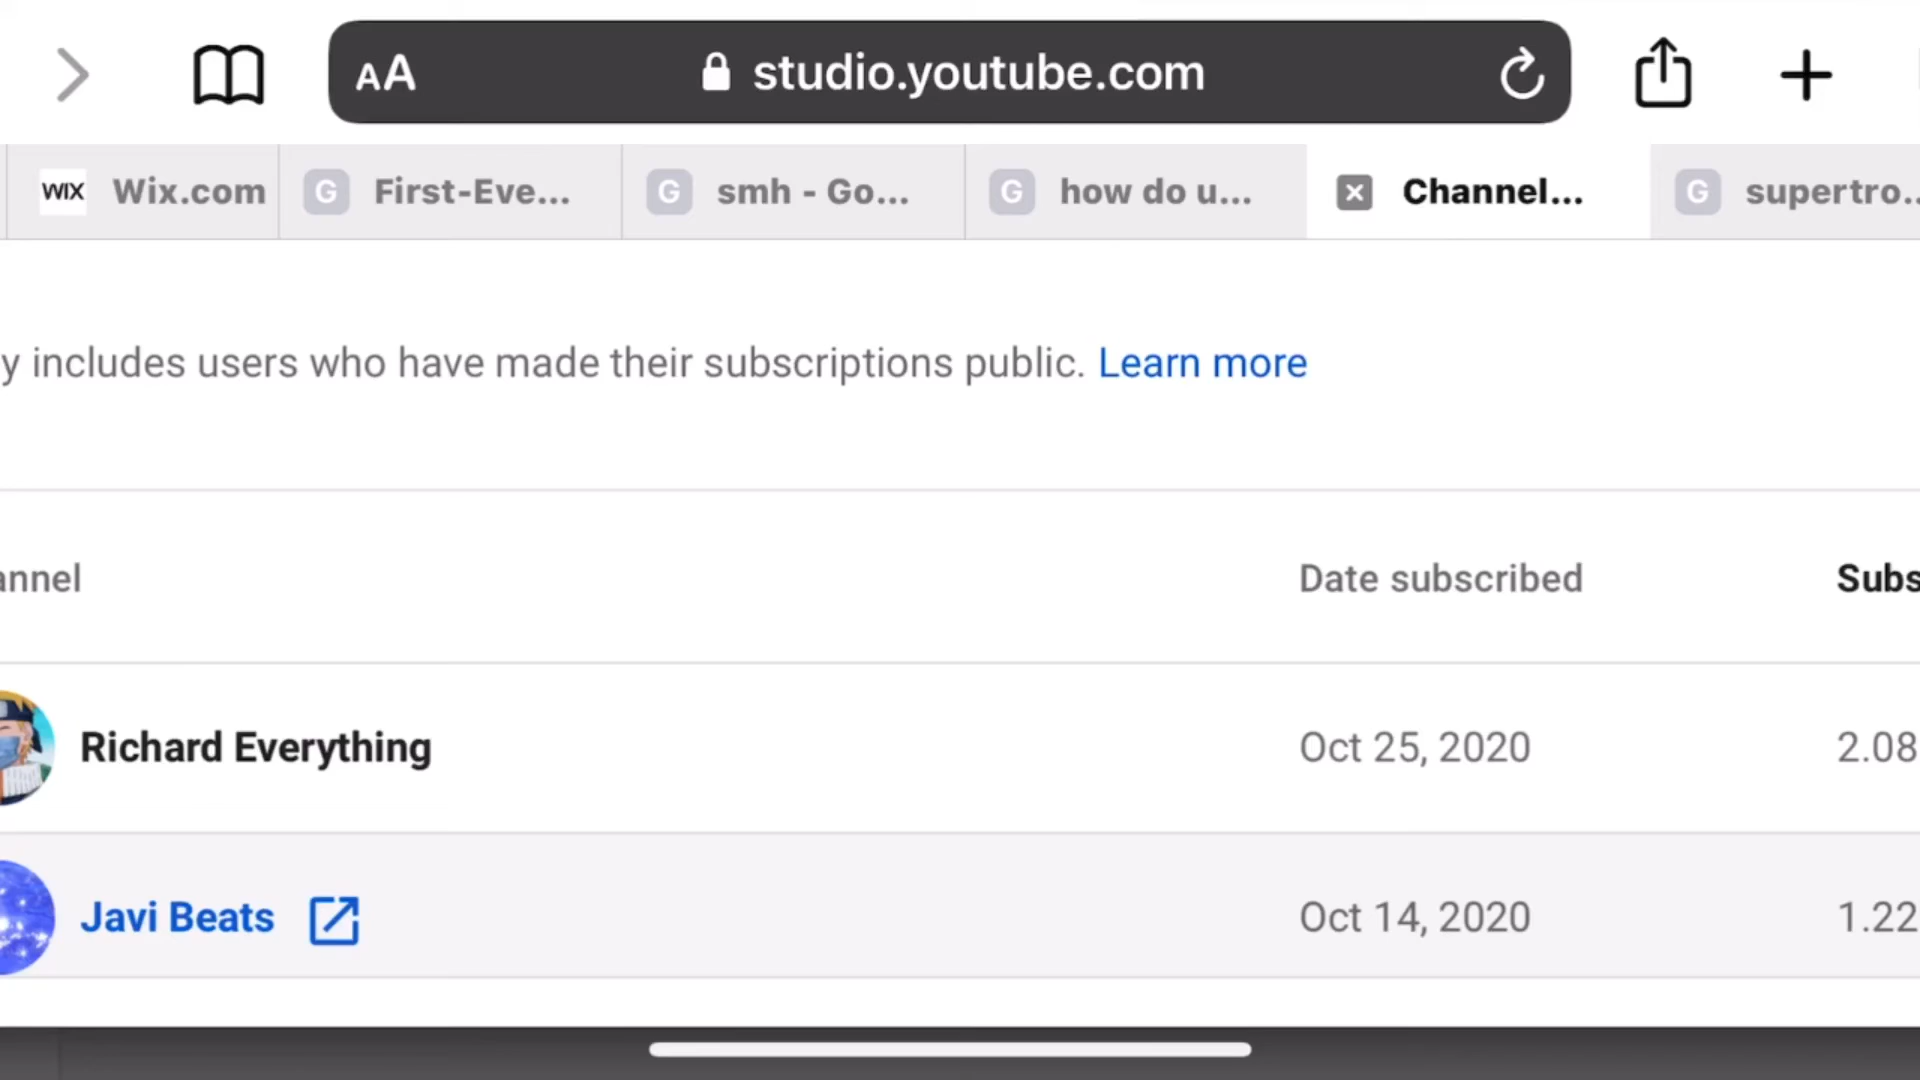 AA studio.youtube.com
WIX Wix.com G First-Eve... G smh - Go... G how do u... Channel... G supertro..
y includes users who have made their subscriptions public. Learn more
annel Date subscribed Subs
Richard Everything Oct 25, 2020 2.08
Javi Beats Oct 14, 2020 1.22